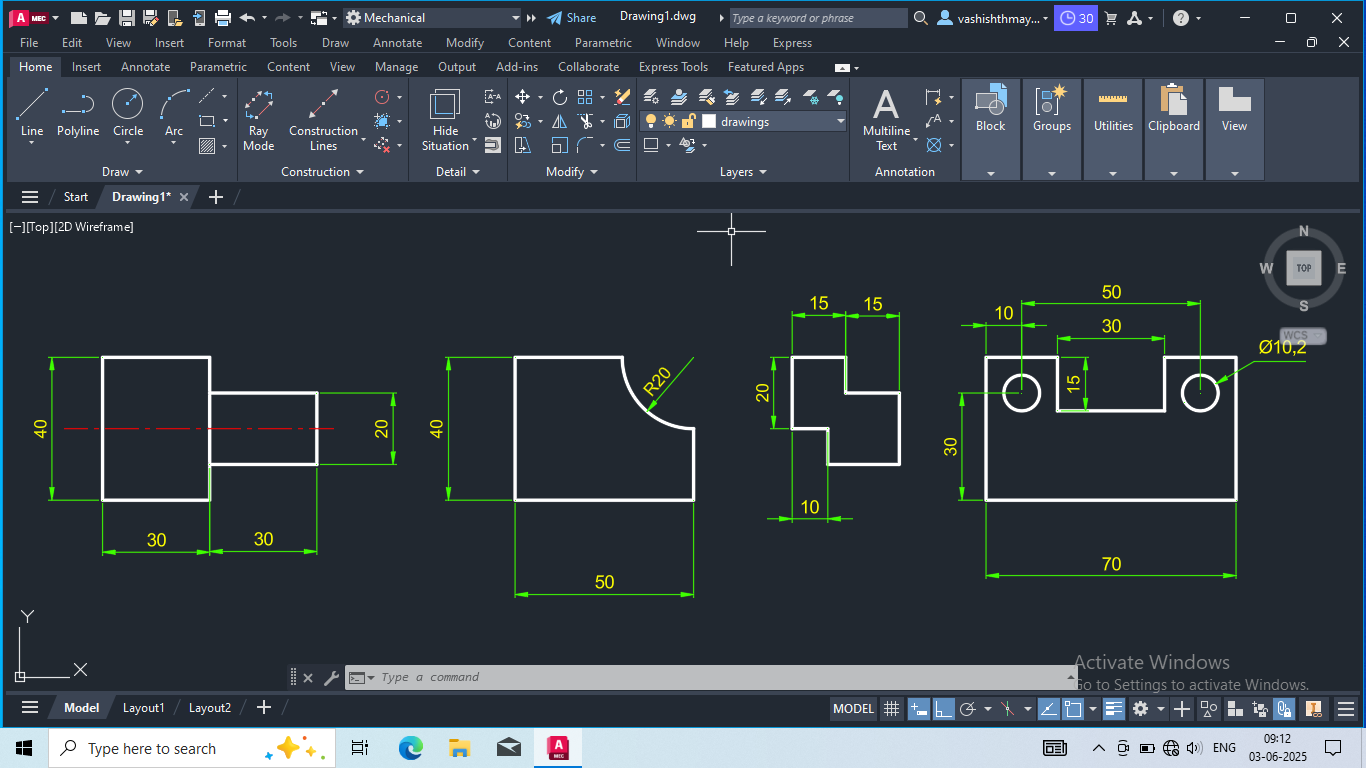 A MEC Mechanical Share Drawing1.dwg Type a keyword or phrase vashishthmay... 30
File Edit View Insert Format Tools Draw Annotate Modify Content Parametric Window Help Express
Home Insert Annotate Parametric Content View Manage Output Add-ins Collaborate Express Tools Featured Apps
drawings
Line Polyline Circle Arc Ray Mode Construction Lines Hide Situation Multiline Text Block Groups Utilities Clipboard View
Draw Construction Detail Modify Layers Annotation
Start Drawing1*
[−][Top][2D Wireframe]
N
W TOP E
S
WCS
40
20
30
30
40
R20
50
15
15
20
10
50
10
30
Ø10,2
15
30
70
Y
X
Type a command
Activate Windows
Go to Settings to activate Windows.
Model Layout1 Layout2 MODEL
Type here to search
A MEC
ENG
09:12
03-06-2025